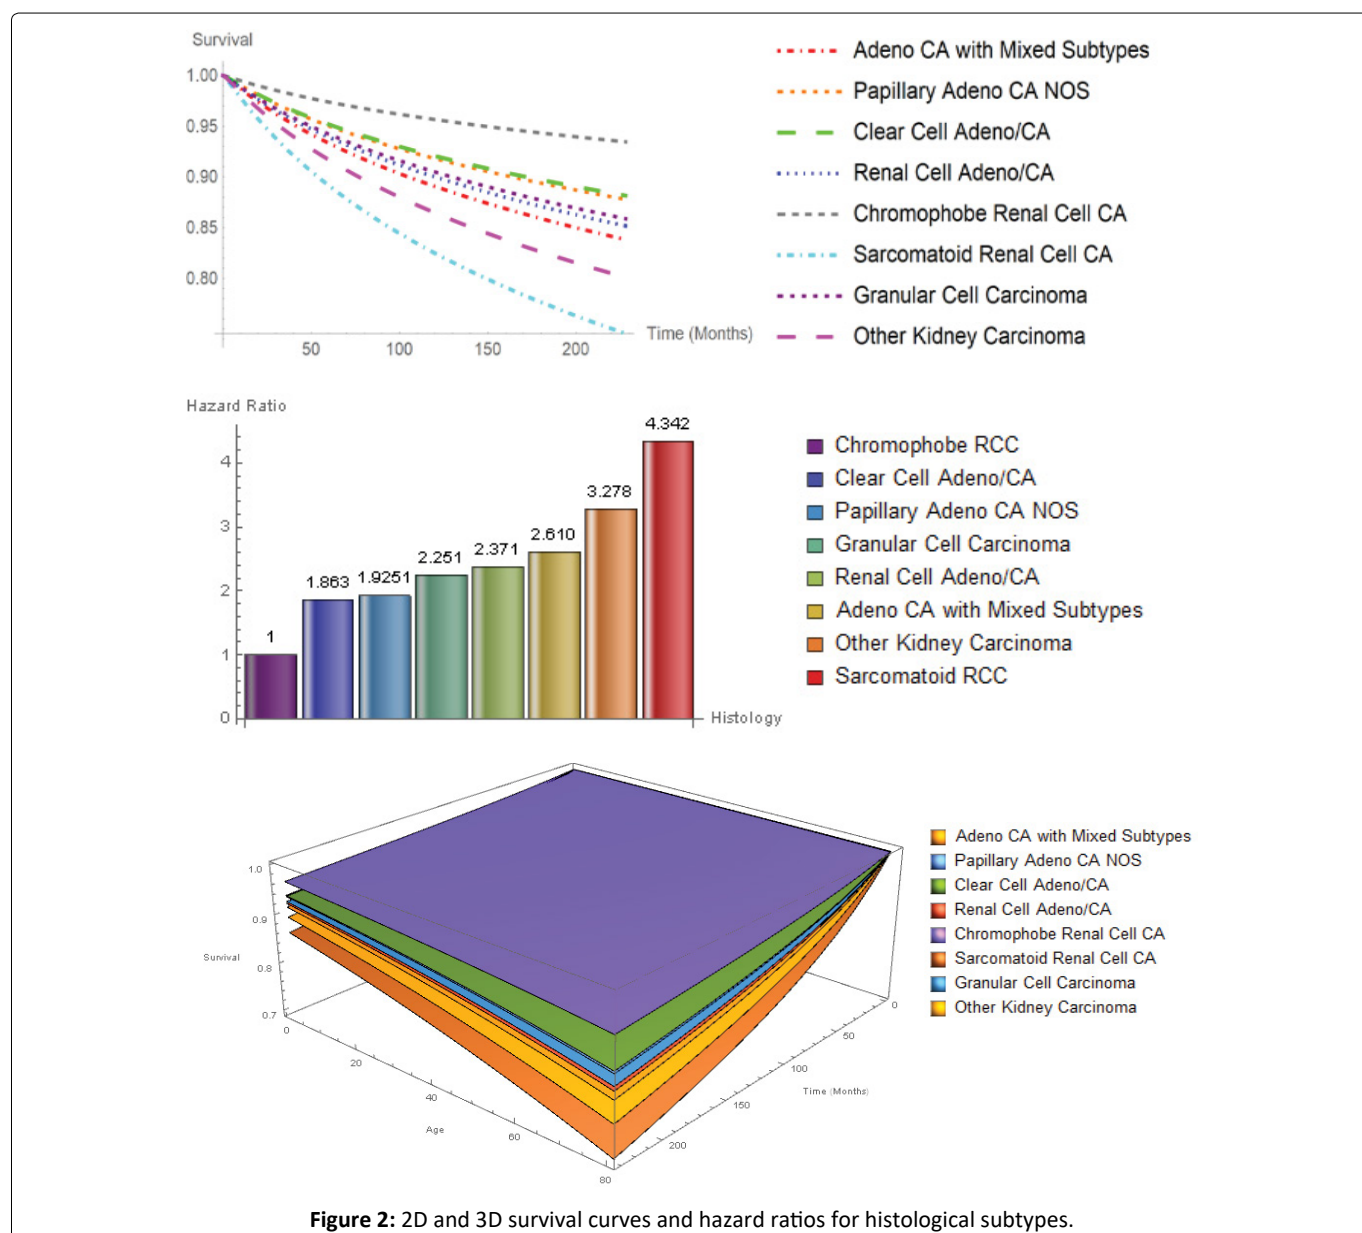 Survival
1.00
0.95
0.90
0.85
0.80
50
100
150
200
Time (Months)
Adeno CA with Mixed Subtypes
Papillary Adeno CA NOS
Clear Cell Adeno/CA
Renal Cell Adeno/CA
Chromophobe Renal Cell CA
Sarcomatoid Renal Cell CA
Granular Cell Carcinoma
Other Kidney Carcinoma
Hazard Ratio
4
3
2
1
0
1
1.863
1.9251
2.251
2.371
2.610
3.278
4.342
Histology
Chromophobe RCC
Clear Cell Adeno/CA
Papillary Adeno CA NOS
Granular Cell Carcinoma
Renal Cell Adeno/CA
Adeno CA with Mixed Subtypes
Other Kidney Carcinoma
Sarcomatoid RCC
1.0
0.9
0.8
0.7
Survival
0
20
40
60
80
Age
0
50
100
150
200
Time (Months)
Adeno CA with Mixed Subtypes
Papillary Adeno CA NOS
Clear Cell Adeno/CA
Renal Cell Adeno/CA
Chromophobe Renal Cell CA
Sarcomatoid Renal Cell CA
Granular Cell Carcinoma
Other Kidney Carcinoma
Figure 2: 2D and 3D survival curves and hazard ratios for histological subtypes.